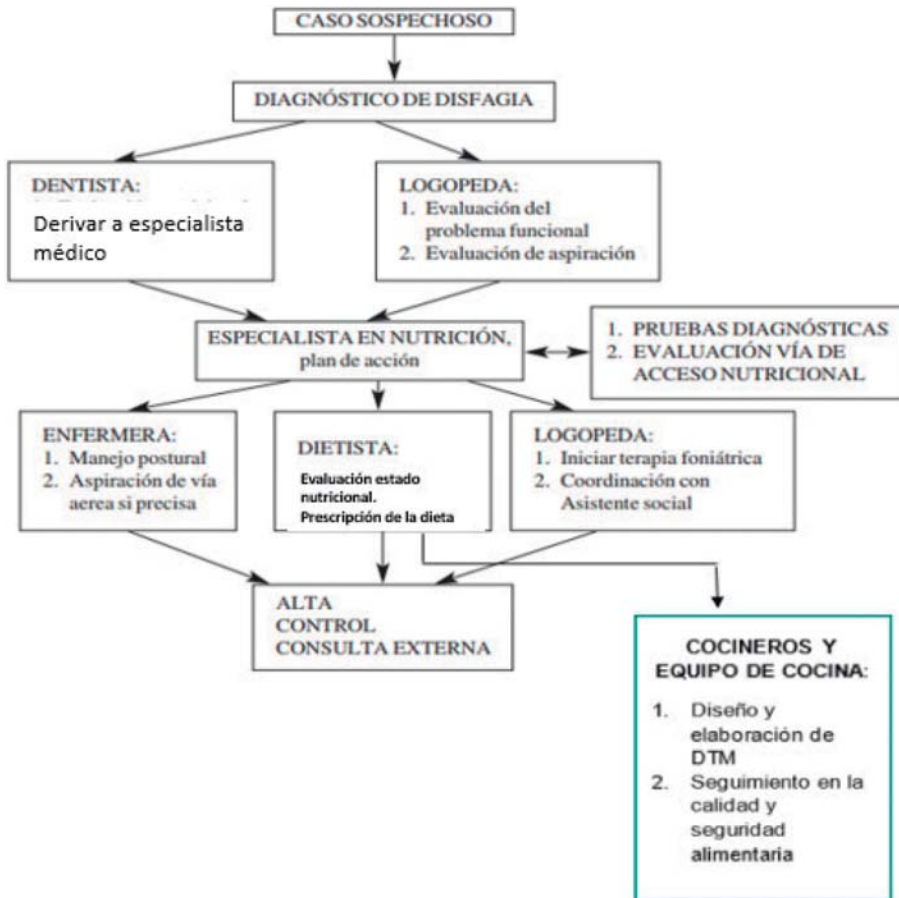 CASO SOSPECHOSO
DIAGNÓSTICO DE DISFAGIA
DENTISTA:
Derivar a especialista
médico
LOGOPEDA:
1. Evaluación del
problema funcional
2. Evaluación de aspiración
ESPECIALISTA EN NUTRICIÓN,
plan de acción
1. PRUEBAS DIAGNÓSTICAS
2. EVALUACIÓN VÍA DE
ACCESO NUTRICIONAL
ENFERMERA:
1. Manejo postural
2. Aspiración de vía
aerea si precisa
DIETISTA:
Evaluación estado
nutricional.
Prescripción de la dieta
LOGOPEDA:
1. Iniciar terapia foniátrica
2. Coordinación con
Asistente social
ALTA
CONTROL
CONSULTA EXTERNA
COCINEROS Y
EQUIPO DE COCINA:
1. Diseño y
elaboración de
DTM
2. Seguimiento en la
calidad y
seguridad
alimentaria